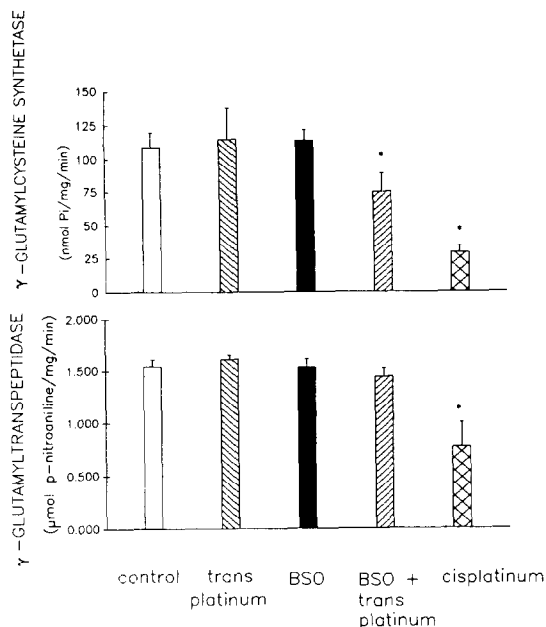 γ-GLUTAMYLCYSTEINE SYNTHETASE
(nmol Pi/mg/min)
150
125
100
75
50
25
0
*
*
γ-GLUTAMYLTRANSPEPTIDASE
(μmol p-nitroaniline/mg/min)
2.000
1.500
1.000
0.500
0.000
*
control
trans
platinum
BSO
BSO +
trans
platinum
cisplatinum